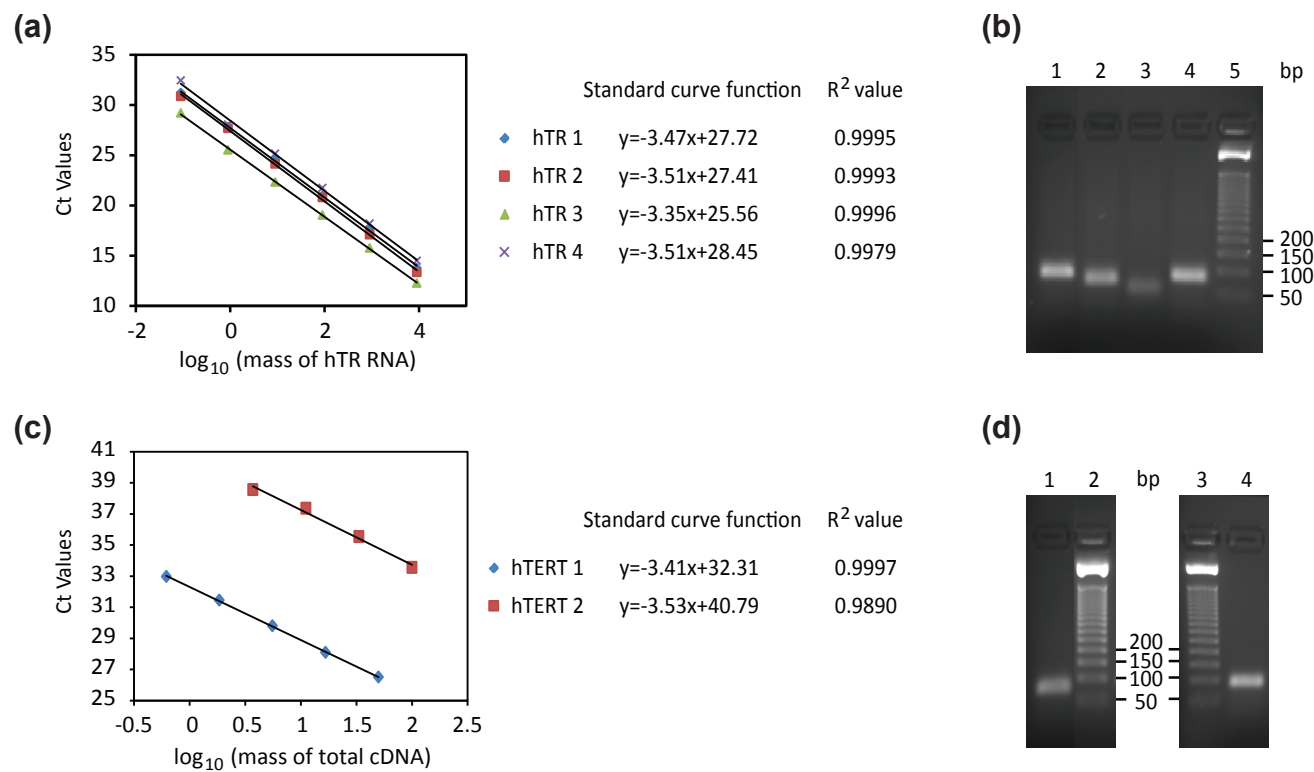 (a)
35
30
25
20
15
10
Ct Values
-2 0 2 4
log₁₀ (mass of hTR RNA)
Standard curve function R² value
hTR 1 y=-3.47x+27.72 0.9995
hTR 2 y=-3.51x+27.41 0.9993
hTR 3 y=-3.35x+25.56 0.9996
hTR 4 y=-3.51x+28.45 0.9979
(b)
1 2 3 4 5 bp
200
150
100
50
(c)
41
39
37
35
33
31
29
27
25
Ct Values
-0.5 0 0.5 1 1.5 2 2.5
log₁₀ (mass of total cDNA)
Standard curve function R² value
hTERT 1 y=-3.41x+32.31 0.9997
hTERT 2 y=-3.53x+40.79 0.9890
(d)
1 2 bp 3 4
200
150
100
50